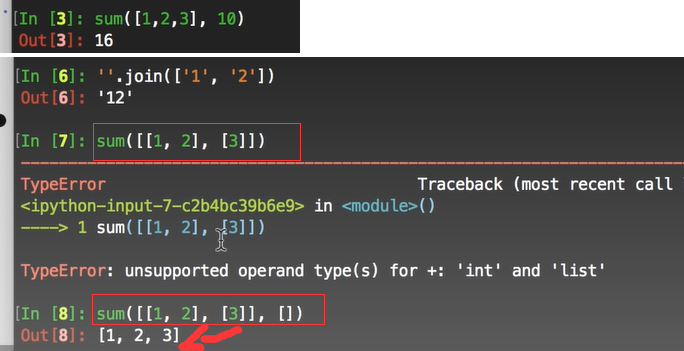 In [3]: sum([1,2,3], 10)
Out[3]: 16
In [6]: ''.join(['1', '2'])
Out[6]: '12'
In [7]: sum([[1, 2], [3]])
TypeError Traceback (most recent call
<ipython-input-7-c2b4bc39b6e9> in <module>()
----> 1 sum([[1, 2], [3]])
TypeError: unsupported operand type(s) for +: 'int' and 'list'
In [8]: sum([[1, 2], [3]], [])
Out[8]: [1, 2, 3]